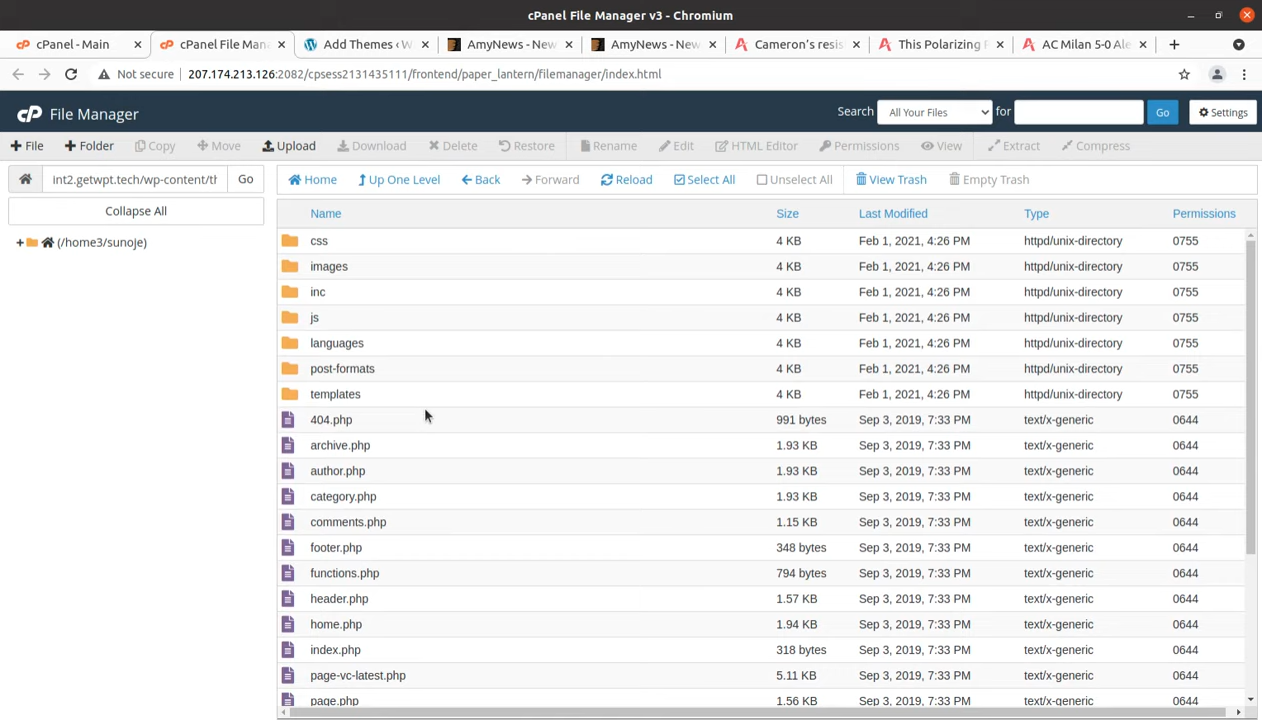 cPanel File Manager v3 - Chromium
cPanel - Main
cPanel File Man
Add Themes ‹ W
AmyNews - New
AmyNews - New
Cameron's resis
This Polarizing F
AC Milan 5-0 Ale
Not secure
207.174.213.126:2082/cpsess2131435111/frontend/paper_lantern/filemanager/index.html
cP File Manager
Search All Your Files for Go Settings
File Folder Copy Move Upload Download Delete Restore Rename Edit HTML Editor Permissions View Extract Compress
int2.getwpt.tech/wp-content/th Go
Home Up One Level Back Forward Reload Select All Unselect All View Trash Empty Trash
Collapse All
(/home3/sunoje)
Name Size Last Modified Type Permissions
css 4 KB Feb 1, 2021, 4:26 PM httpd/unix-directory 0755
images 4 KB Feb 1, 2021, 4:26 PM httpd/unix-directory 0755
inc 4 KB Feb 1, 2021, 4:26 PM httpd/unix-directory 0755
js 4 KB Feb 1, 2021, 4:26 PM httpd/unix-directory 0755
languages 4 KB Feb 1, 2021, 4:26 PM httpd/unix-directory 0755
post-formats 4 KB Feb 1, 2021, 4:26 PM httpd/unix-directory 0755
templates 4 KB Feb 1, 2021, 4:26 PM httpd/unix-directory 0755
404.php 991 bytes Sep 3, 2019, 7:33 PM text/x-generic 0644
archive.php 1.93 KB Sep 3, 2019, 7:33 PM text/x-generic 0644
author.php 1.93 KB Sep 3, 2019, 7:33 PM text/x-generic 0644
category.php 1.93 KB Sep 3, 2019, 7:33 PM text/x-generic 0644
comments.php 1.15 KB Sep 3, 2019, 7:33 PM text/x-generic 0644
footer.php 348 bytes Sep 3, 2019, 7:33 PM text/x-generic 0644
functions.php 794 bytes Sep 3, 2019, 7:33 PM text/x-generic 0644
header.php 1.57 KB Sep 3, 2019, 7:33 PM text/x-generic 0644
home.php 1.94 KB Sep 3, 2019, 7:33 PM text/x-generic 0644
index.php 318 bytes Sep 3, 2019, 7:33 PM text/x-generic 0644
page-vc-latest.php 5.11 KB Sep 3, 2019, 7:33 PM text/x-generic 0644
page.php 1.56 KB Sep 3, 2019, 7:33 PM text/x-generic 0644